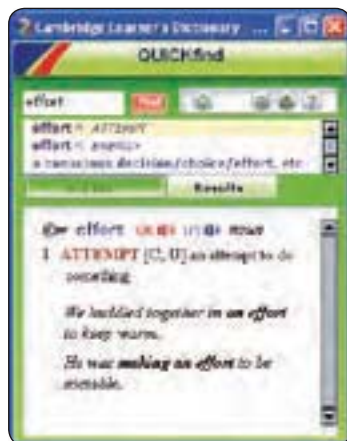 Cambridge Learner's Dictionary ...
QUICKfind
effort
Find
effort < ATTEMPT
effort < ENERGY
a conscious decision/choice/effort, etc
Results
effort UK US noun
1 ATTEMPT [C, U] an attempt to do
something
We huddled together in an effort
to keep warm.
He was making an effort to be
sociable.